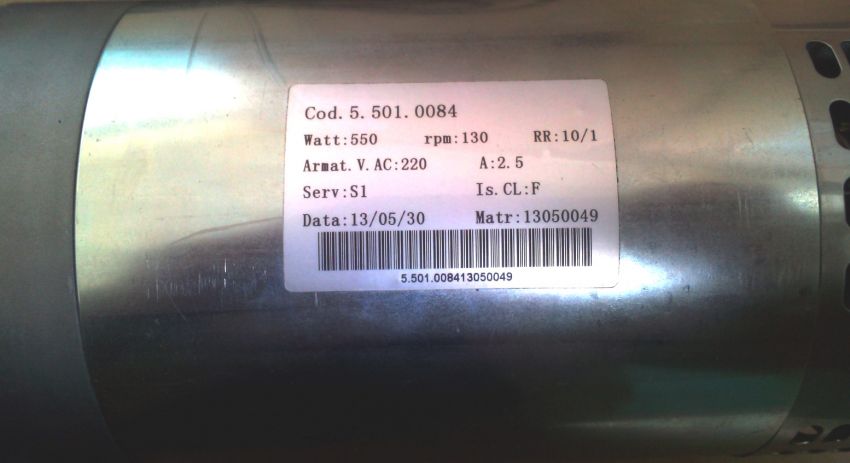 Cod.5.501.0084
Watt:550 rpm:130 RR:10/1
Armat.V.AC:220 A:2.5
Serv:S1 Is.CL:F
Data:13/05/30 Matr:13050049
5.501.008413050049